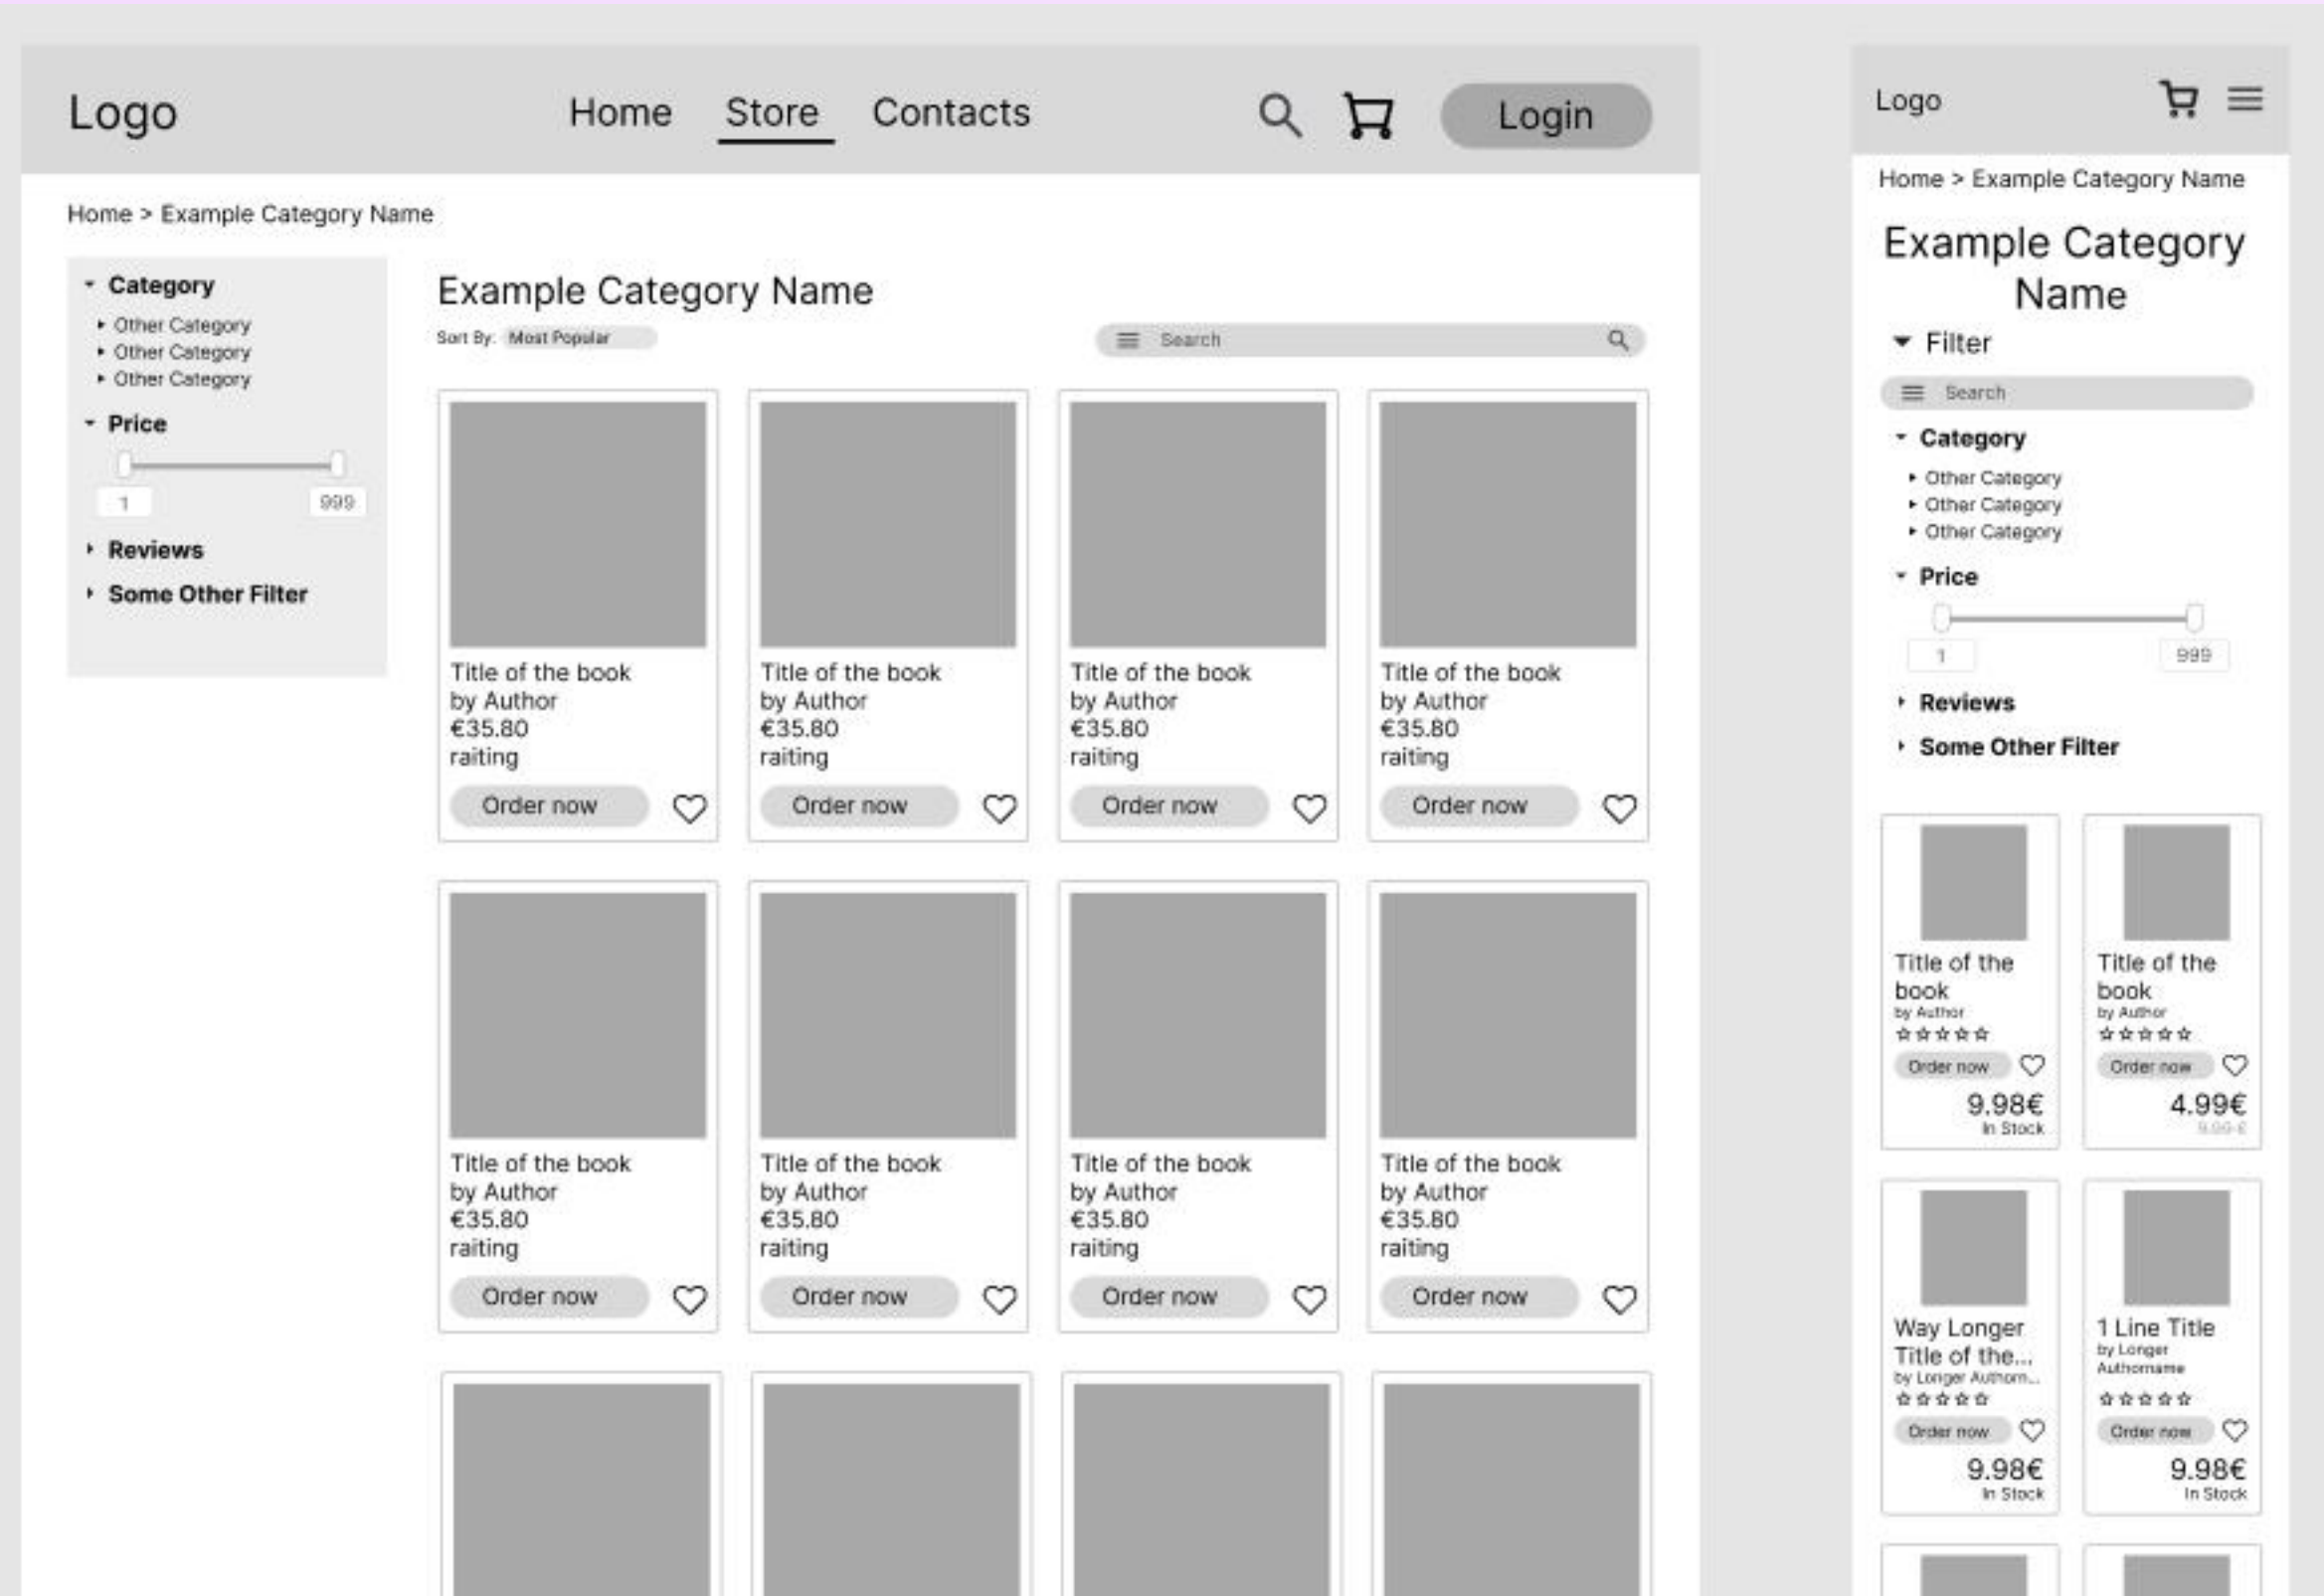 Logo
Home Store Contacts
Login
Home > Example Category Name
Category
Other Category
Other Category
Other Category
Price
1 999
Reviews
Some Other Filter
Example Category Name
Sort By: Most Popular
Search
Title of the book
by Author
€35.80
raiting
Order now
Title of the book
by Author
€35.80
raiting
Order now
Title of the book
by Author
€35.80
raiting
Order now
Title of the book
by Author
€35.80
raiting
Order now
Title of the book
by Author
€35.80
raiting
Order now
Title of the book
by Author
€35.80
raiting
Order now
Title of the book
by Author
€35.80
raiting
Order now
Title of the book
by Author
€35.80
raiting
Order now
Logo
Home > Example Category Name
Example Category
Name
Filter
Search
Category
Other Category
Other Category
Other Category
Price
1 999
Reviews
Some Other Filter
Title of the
book
by Author
Order now
9.98€
In Stock
Title of the
book
by Author
Order now
4.99€
9.99 €
Way Longer
Title of the...
by Longer Authorn...
Order now
9.98€
In Stock
1 Line Title
by Longer
Authorname
Order now
9.98€
In Stock